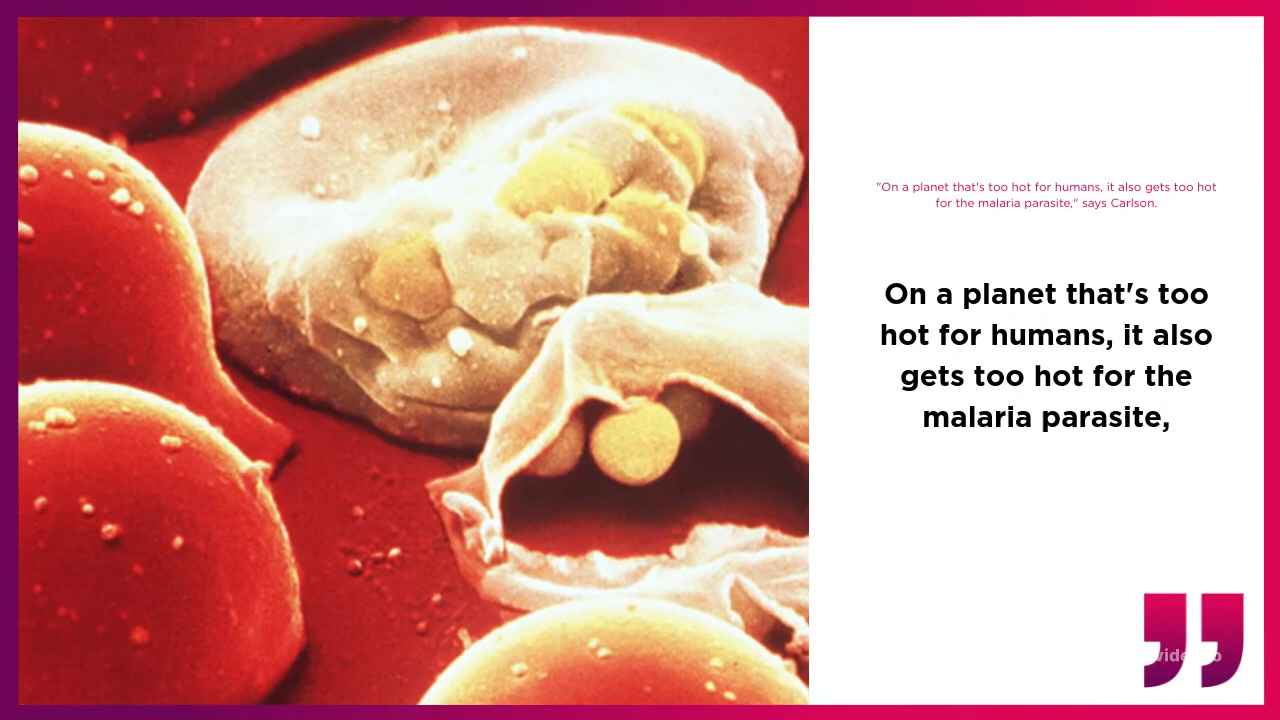 "On a planet that's too hot for humans, it also gets too hot
for the malaria parasite," says Carlson.
On a planet that's too
hot for humans, it also
gets too hot for the
malaria parasite,